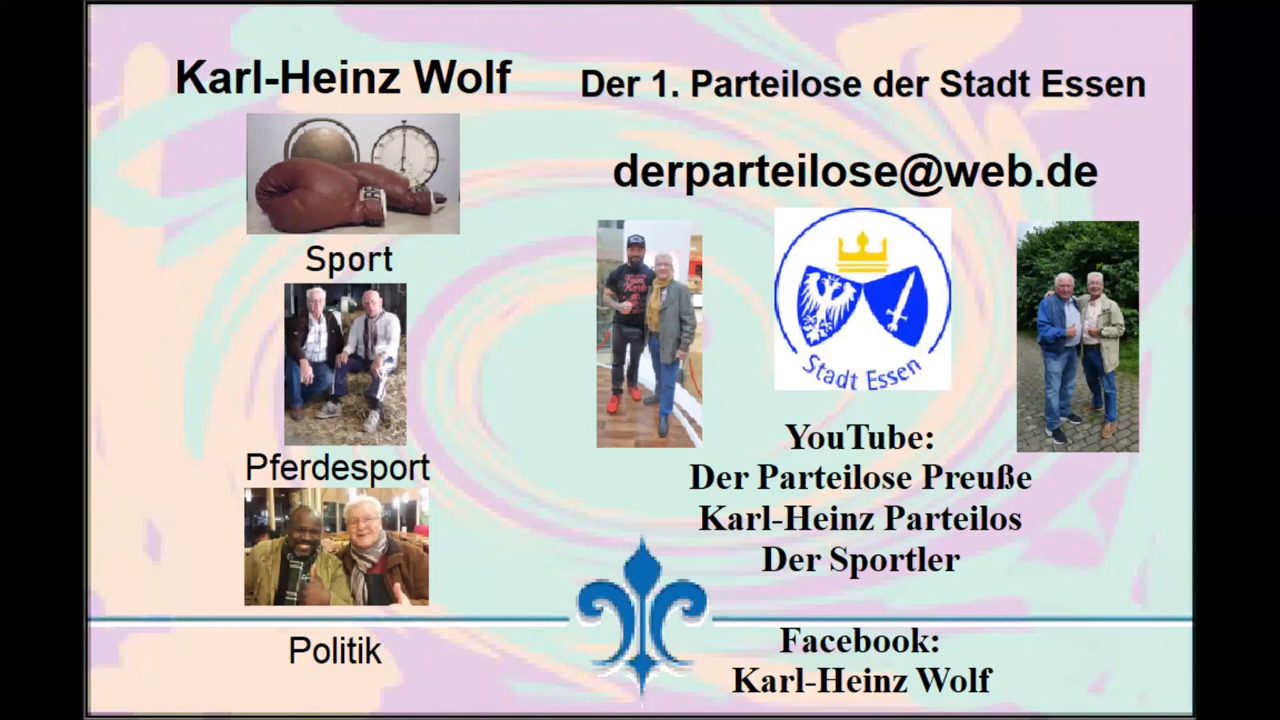 Karl-Heinz Wolf
Der 1. Parteilose der Stadt Essen
derparteilose@web.de
Sport
Pferdesport
Politik
Stadt Essen
YouTube:
Der Parteilose Preuße
Karl-Heinz Parteilos
Der Sportler
Facebook:
Karl-Heinz Wolf